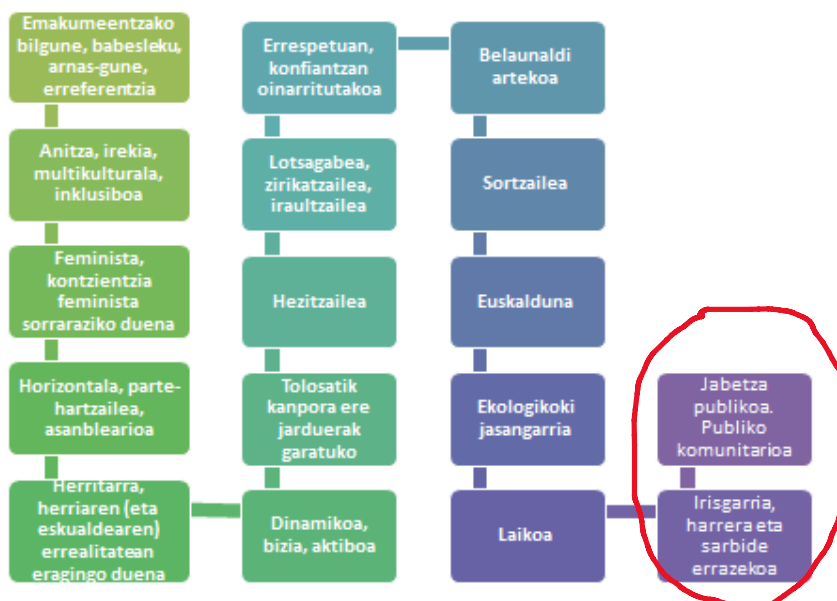 Emakumeentzako
bilgune, babesleku,
arnas-gune,
erreferentzia
Anitza, irekia,
multikulturala,
inklusiboa
Feminista,
kontzientzia
feminista
sorraraziko duena
Horizontala, parte-
hartzailea,
asanblearioa
Herritarra,
herriaren (eta
eskualdearen)
errealitatean
eragingo duena
Dinamikoa,
bizia, aktiboa
Tolosatik
kanpora ere
jarduerak
garatuko
Hezitzailea
Lotsagabea,
zirikatzailea,
iraultzailea
Errespetuan,
konfiantzan
oinarritutakoa
Belaunaldi
artekoa
Sortzailea
Euskalduna
Ekologikoki
jasangarria
Laikoa
Irisgarria,
harrera eta
sarbide
errazekoa
Jabetza
publikoa.
Publiko
komunitarioa